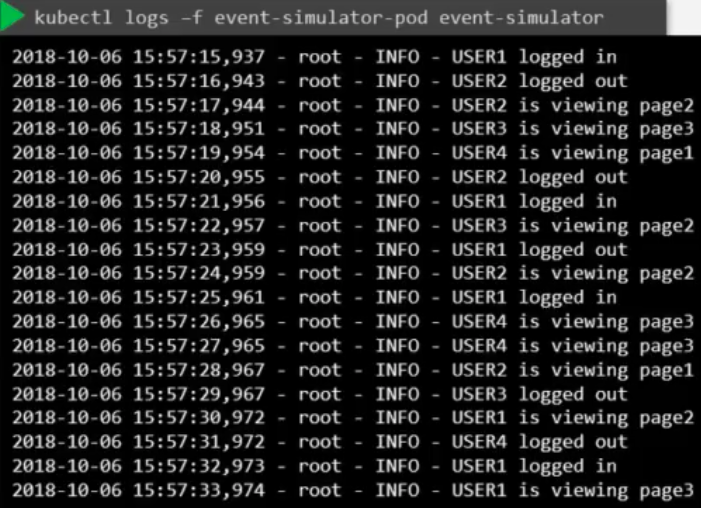 kubectl logs –f event-simulator-pod event-simulator
2018-10-06 15:57:15,937 - root - INFO - USER1 logged in
2018-10-06 15:57:16,943 - root - INFO - USER2 logged out
2018-10-06 15:57:17,944 - root - INFO - USER2 is viewing page2
2018-10-06 15:57:18,951 - root - INFO - USER3 is viewing page3
2018-10-06 15:57:19,954 - root - INFO - USER4 is viewing page1
2018-10-06 15:57:20,955 - root - INFO - USER2 logged out
2018-10-06 15:57:21,956 - root - INFO - USER1 logged in
2018-10-06 15:57:22,957 - root - INFO - USER3 is viewing page2
2018-10-06 15:57:23,959 - root - INFO - USER1 logged out
2018-10-06 15:57:24,959 - root - INFO - USER2 is viewing page2
2018-10-06 15:57:25,961 - root - INFO - USER1 logged in
2018-10-06 15:57:26,965 - root - INFO - USER4 is viewing page3
2018-10-06 15:57:27,965 - root - INFO - USER4 is viewing page3
2018-10-06 15:57:28,967 - root - INFO - USER2 is viewing page1
2018-10-06 15:57:29,967 - root - INFO - USER3 logged out
2018-10-06 15:57:30,972 - root - INFO - USER1 is viewing page2
2018-10-06 15:57:31,972 - root - INFO - USER4 logged out
2018-10-06 15:57:32,973 - root - INFO - USER1 logged in
2018-10-06 15:57:33,974 - root - INFO - USER1 is viewing page3